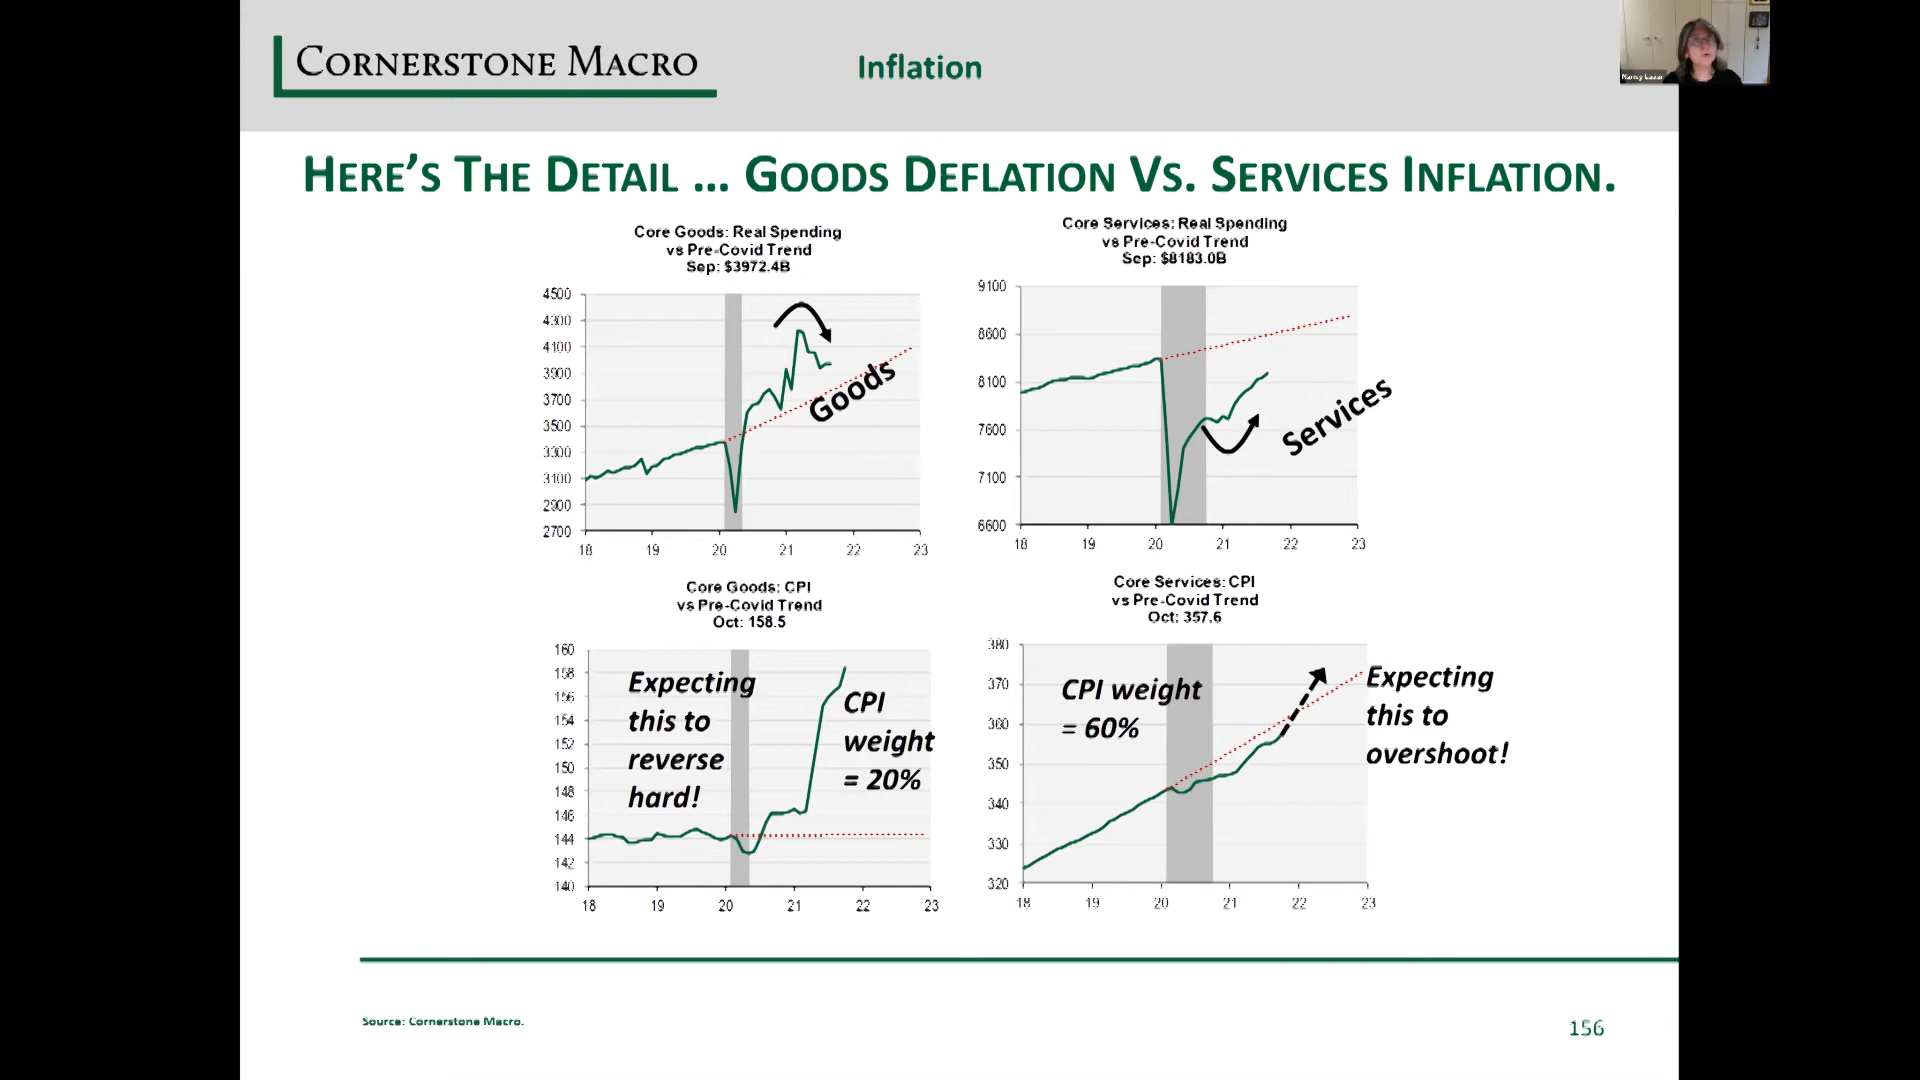 CORNERSTONE MACRO
Inflation
Nancy Lazar
HERE'S THE DETAIL ... GOODS DEFLATION VS. SERVICES INFLATION.
Core Goods: Real Spending
vs Pre-Covid Trend
Sep: $3972.4B
4500
4300
4100
3900
3700
3500
3300
3100
2900
2700
18 19 20 21 22 23
Goods
Core Services: Real Spending
vs Pre-Covid Trend
Sep: $8183.0B
9100
8600
8100
7600
7100
6600
18 19 20 21 22 23
Services
Core Goods: CPI
vs Pre-Covid Trend
Oct: 158.5
160
158
156
154
152
150
148
146
144
142
140
18 19 20 21 22 23
Expecting
this to
reverse
hard!
CPI
weight
= 20%
Core Services: CPI
vs Pre-Covid Trend
Oct: 357.6
380
370
360
350
340
330
320
18 19 20 21 22 23
CPI weight
= 60%
Expecting
this to
overshoot!
Source: Cornerstone Macro.
156